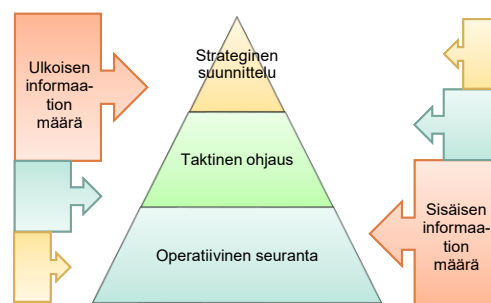 Ulkoisen
informaa-
tion
määrä
Strateginen
suunnittelu
Taktinen ohjaus
Operatiivinen seuranta
Sisäisen
informaa-
tion
määrä